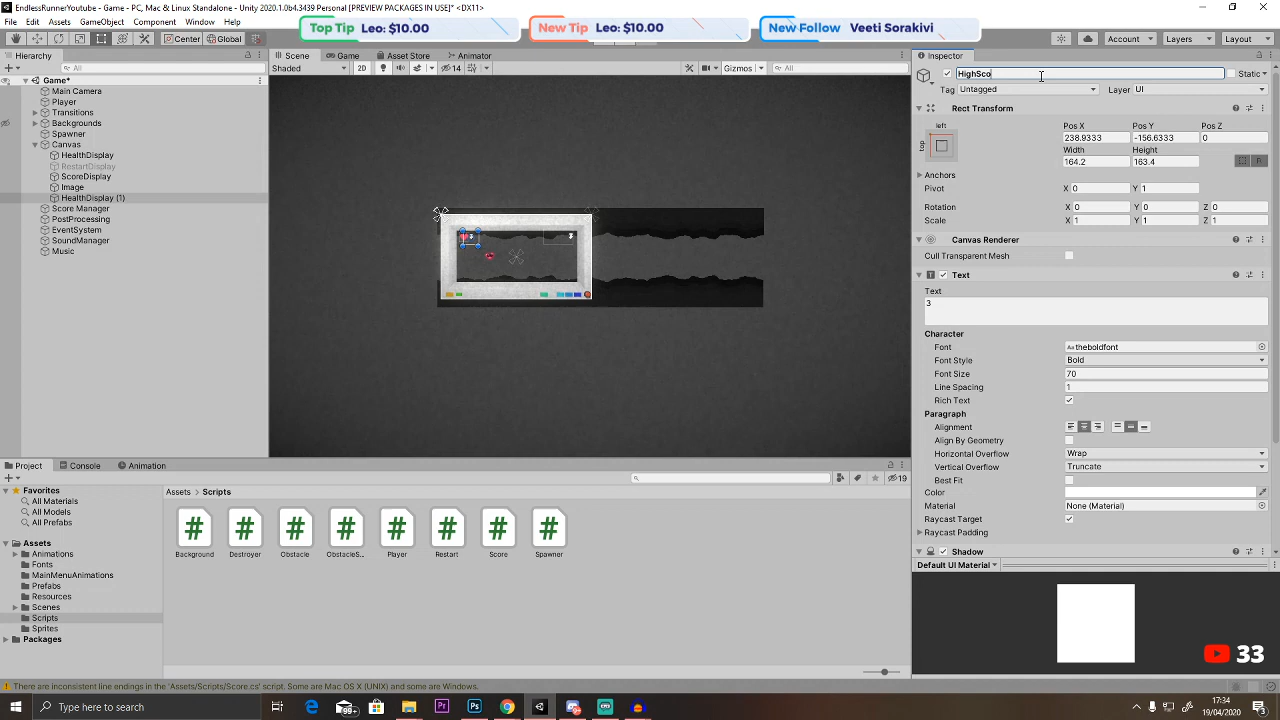 EndlessRunnerYoutube - Game - PC, Mac & Linux Standalone - Unity 2020.1.0b4.3439 Personal [PREVIEW PACKAGES IN USE]* <DX11>
File Edit
Top Tip Leo: $10.00
New Tip Leo: $10.00
New Follow Veeti Sorakivi
Center Global Account Layers Layout
Hierarchy Scene Game Asset Store Animator Inspector
All Shaded 2D 14 Gizmos All
HighSco Static
Tag Untagged Layer UI
Game*
Main Camera
Player
Transitions
Backgrounds
Spawner
Canvas
HealthDisplay
RestartDisplay
ScoreDisplay
Image
HealthDisplay (1)
Score Manager
PostProcessing
EventSystem
SoundManager
Music
Rect Transform
left
top
Pos X Pos Y Pos Z
238.9333 -156.6333 0
Width Height
164.2 163.4 R
Anchors
Pivot X 0 Y 1
Rotation X 0 Y 0 Z 0
Scale X 1 Y 1 Z 1
Canvas Renderer
Cull Transparent Mesh
Text
Text
3
Character
Font Aa theboldfont
Font Style Bold
Font Size 70
Line Spacing 1
Rich Text
Paragraph
Alignment
Align By Geometry
Horizontal Overflow Wrap
Vertical Overflow Truncate
Best Fit
Color
Material None (Material)
Raycast Target
Raycast Padding
Shadow
Default UI Material
Project Console Animation
19
Favorites
All Materials
All Models
All Prefabs
Assets
Animations
Fonts
MainMenuAnimations
Prefabs
Resources
Scenes
Scripts
Sprites
Packages
Assets > Scripts
Background Destroyer Obstacle ObstacleS... Player Restart Score Spawner
33
There are inconsistent line endings in the 'Assets/Scripts/Score.cs' script. Some are Mac OS X (UNIX) and some are Windows.
Type here to search
17:34
19/04/2020